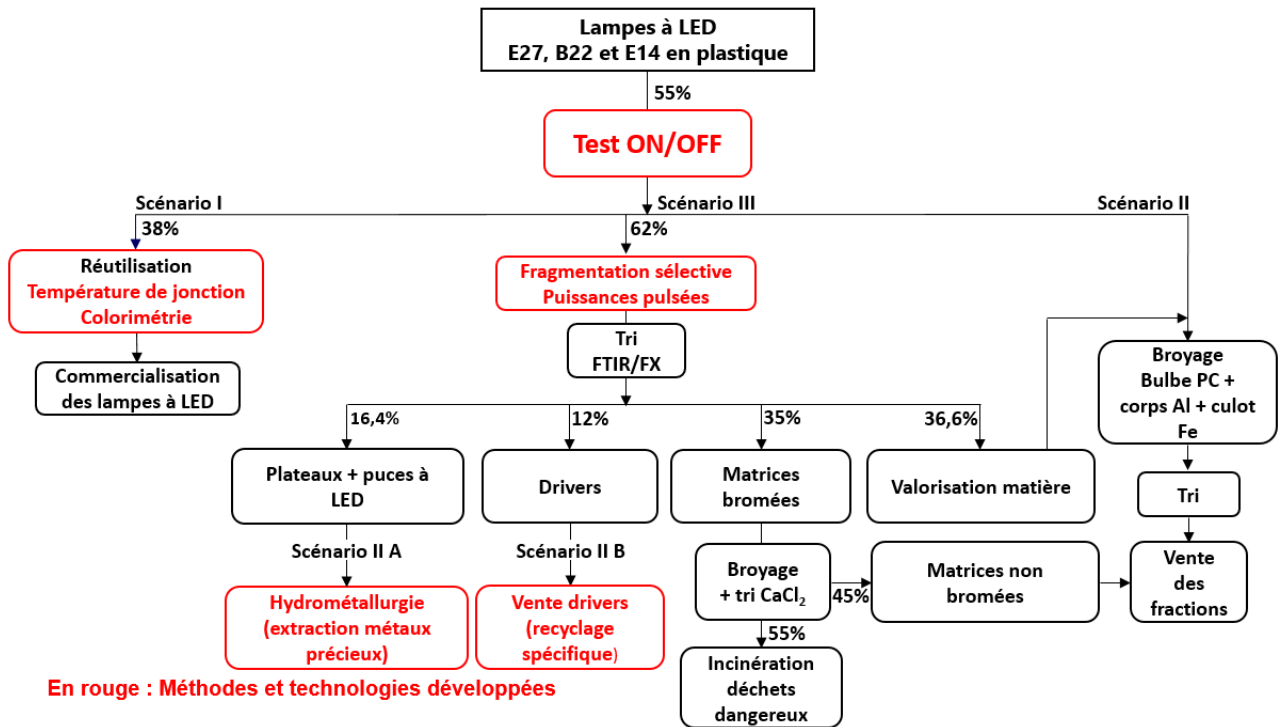 Lampes à LED
E27, B22 et E14 en plastique
55%
Test ON/OFF
Scénario I
Scénario III
Scénario II
38%
62%
Réutilisation
Température de jonction
Colorimétrie
Fragmentation sélective
Puissances pulsées
Tri
FTIR/FX
Commercialisation
des lampes à LED
Broyage
Bulbe PC +
corps Al + culot
Fe
16,4%
12%
35%
36,6%
Plateaux + puces à
LED
Drivers
Matrices
bromées
Valorisation matière
Tri
Scénario II A
Scénario II B
Hydrométallurgie
(extraction métaux
précieux)
Vente drivers
(recyclage
spécifique)
Broyage
+ tri CaCl₂
45%
Matrices non
bromées
Vente
des
fractions
55%
Incinération
déchets
dangereux
En rouge : Méthodes et technologies développées